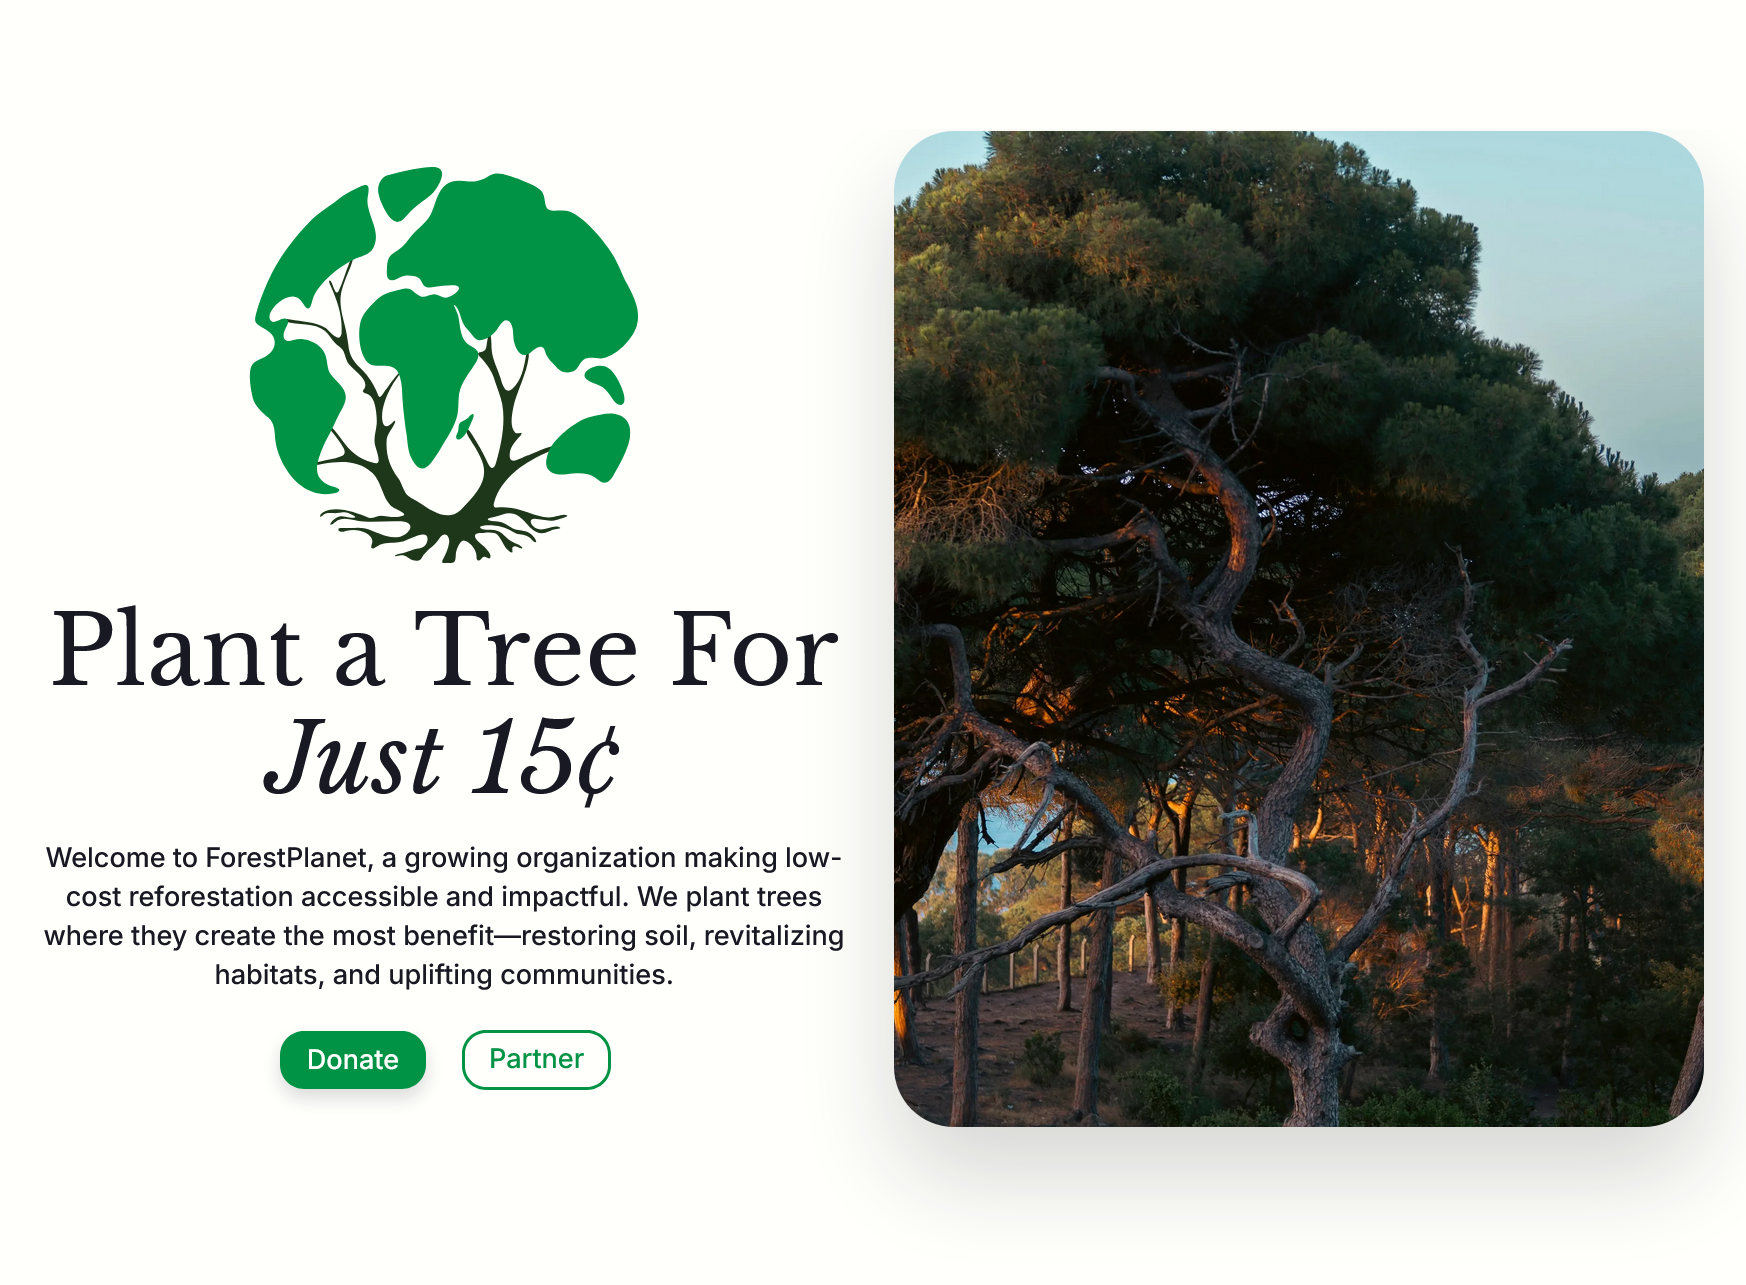 Plant a Tree For
Just 15¢
Welcome to ForestPlanet, a growing organization making low-
cost reforestation accessible and impactful. We plant trees
where they create the most benefit—restoring soil, revitalizing
habitats, and uplifting communities.
Donate
Partner